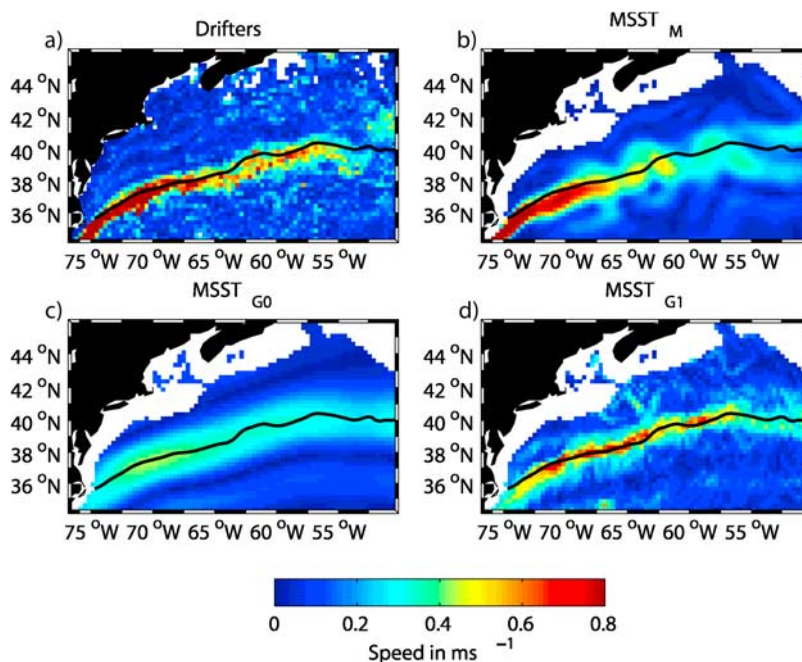 a) Drifters
44 °N
42 °N
40 °N
38 °N
36 °N
75 °W 70 °W 65 °W 60 °W 55 °W
b) MSST M
44 °N
42 °N
40 °N
38 °N
36 °N
75 °W 70 °W 65 °W 60 °W 55 °W
c) MSST G0
44 °N
42 °N
40 °N
38 °N
36 °N
75 °W 70 °W 65 °W 60 °W 55 °W
d) MSST G1
44 °N
42 °N
40 °N
38 °N
36 °N
75 °W 70 °W 65 °W 60 °W 55 °W
0 0.2 0.4 0.6 0.8
Speed in ms −1